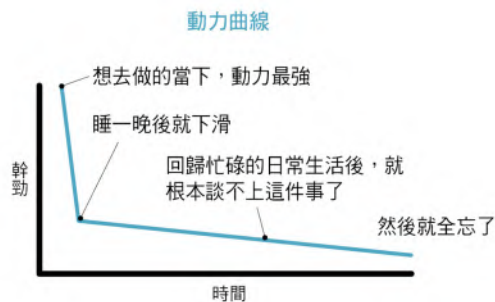 動力曲線
想去做的當下，動力最強
睡一晚後就下滑
回歸忙碌的日常生活後，就
根本談不上這件事了
然後就全忘了
幹勁
時間